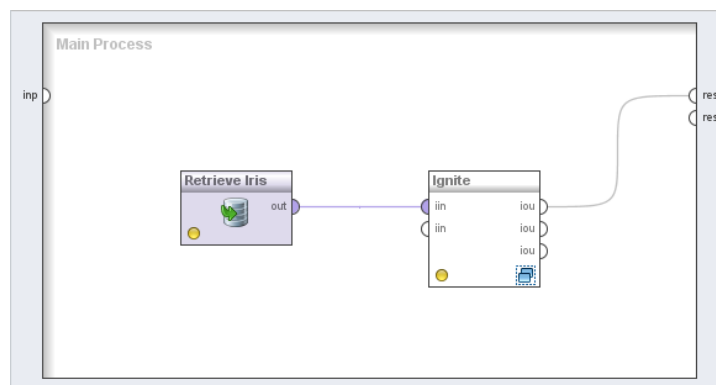 Main Process
inp
res
res
Retrieve Iris
out
Ignite
iin
iou
iin
iou
iou